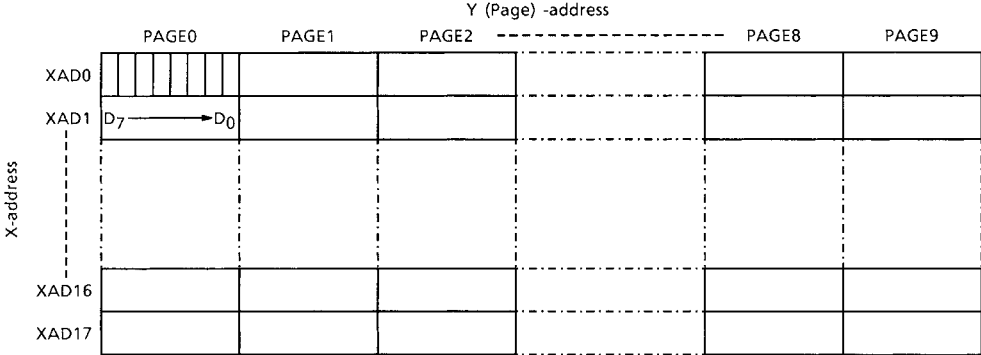 Y (Page) -address
PAGE0 PAGE1 PAGE2 PAGE8 PAGE9
XAD0
XAD1 D7 D0
X-address
XAD16
XAD17